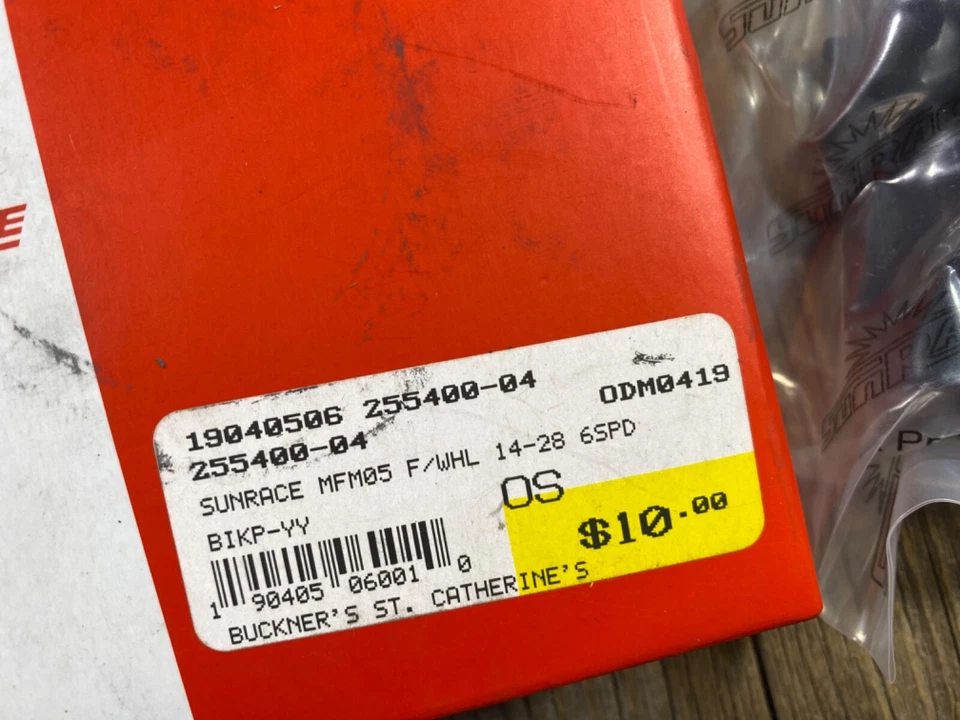 19040506 255400-04 ODM0419
255400-04
SUNRACE MFM05 F/WHL 14-28 6SPD
OS
BIKP-YY
$10.00
1 90405 06001 0
BUCKNER'S ST. CATHERINE'S
E